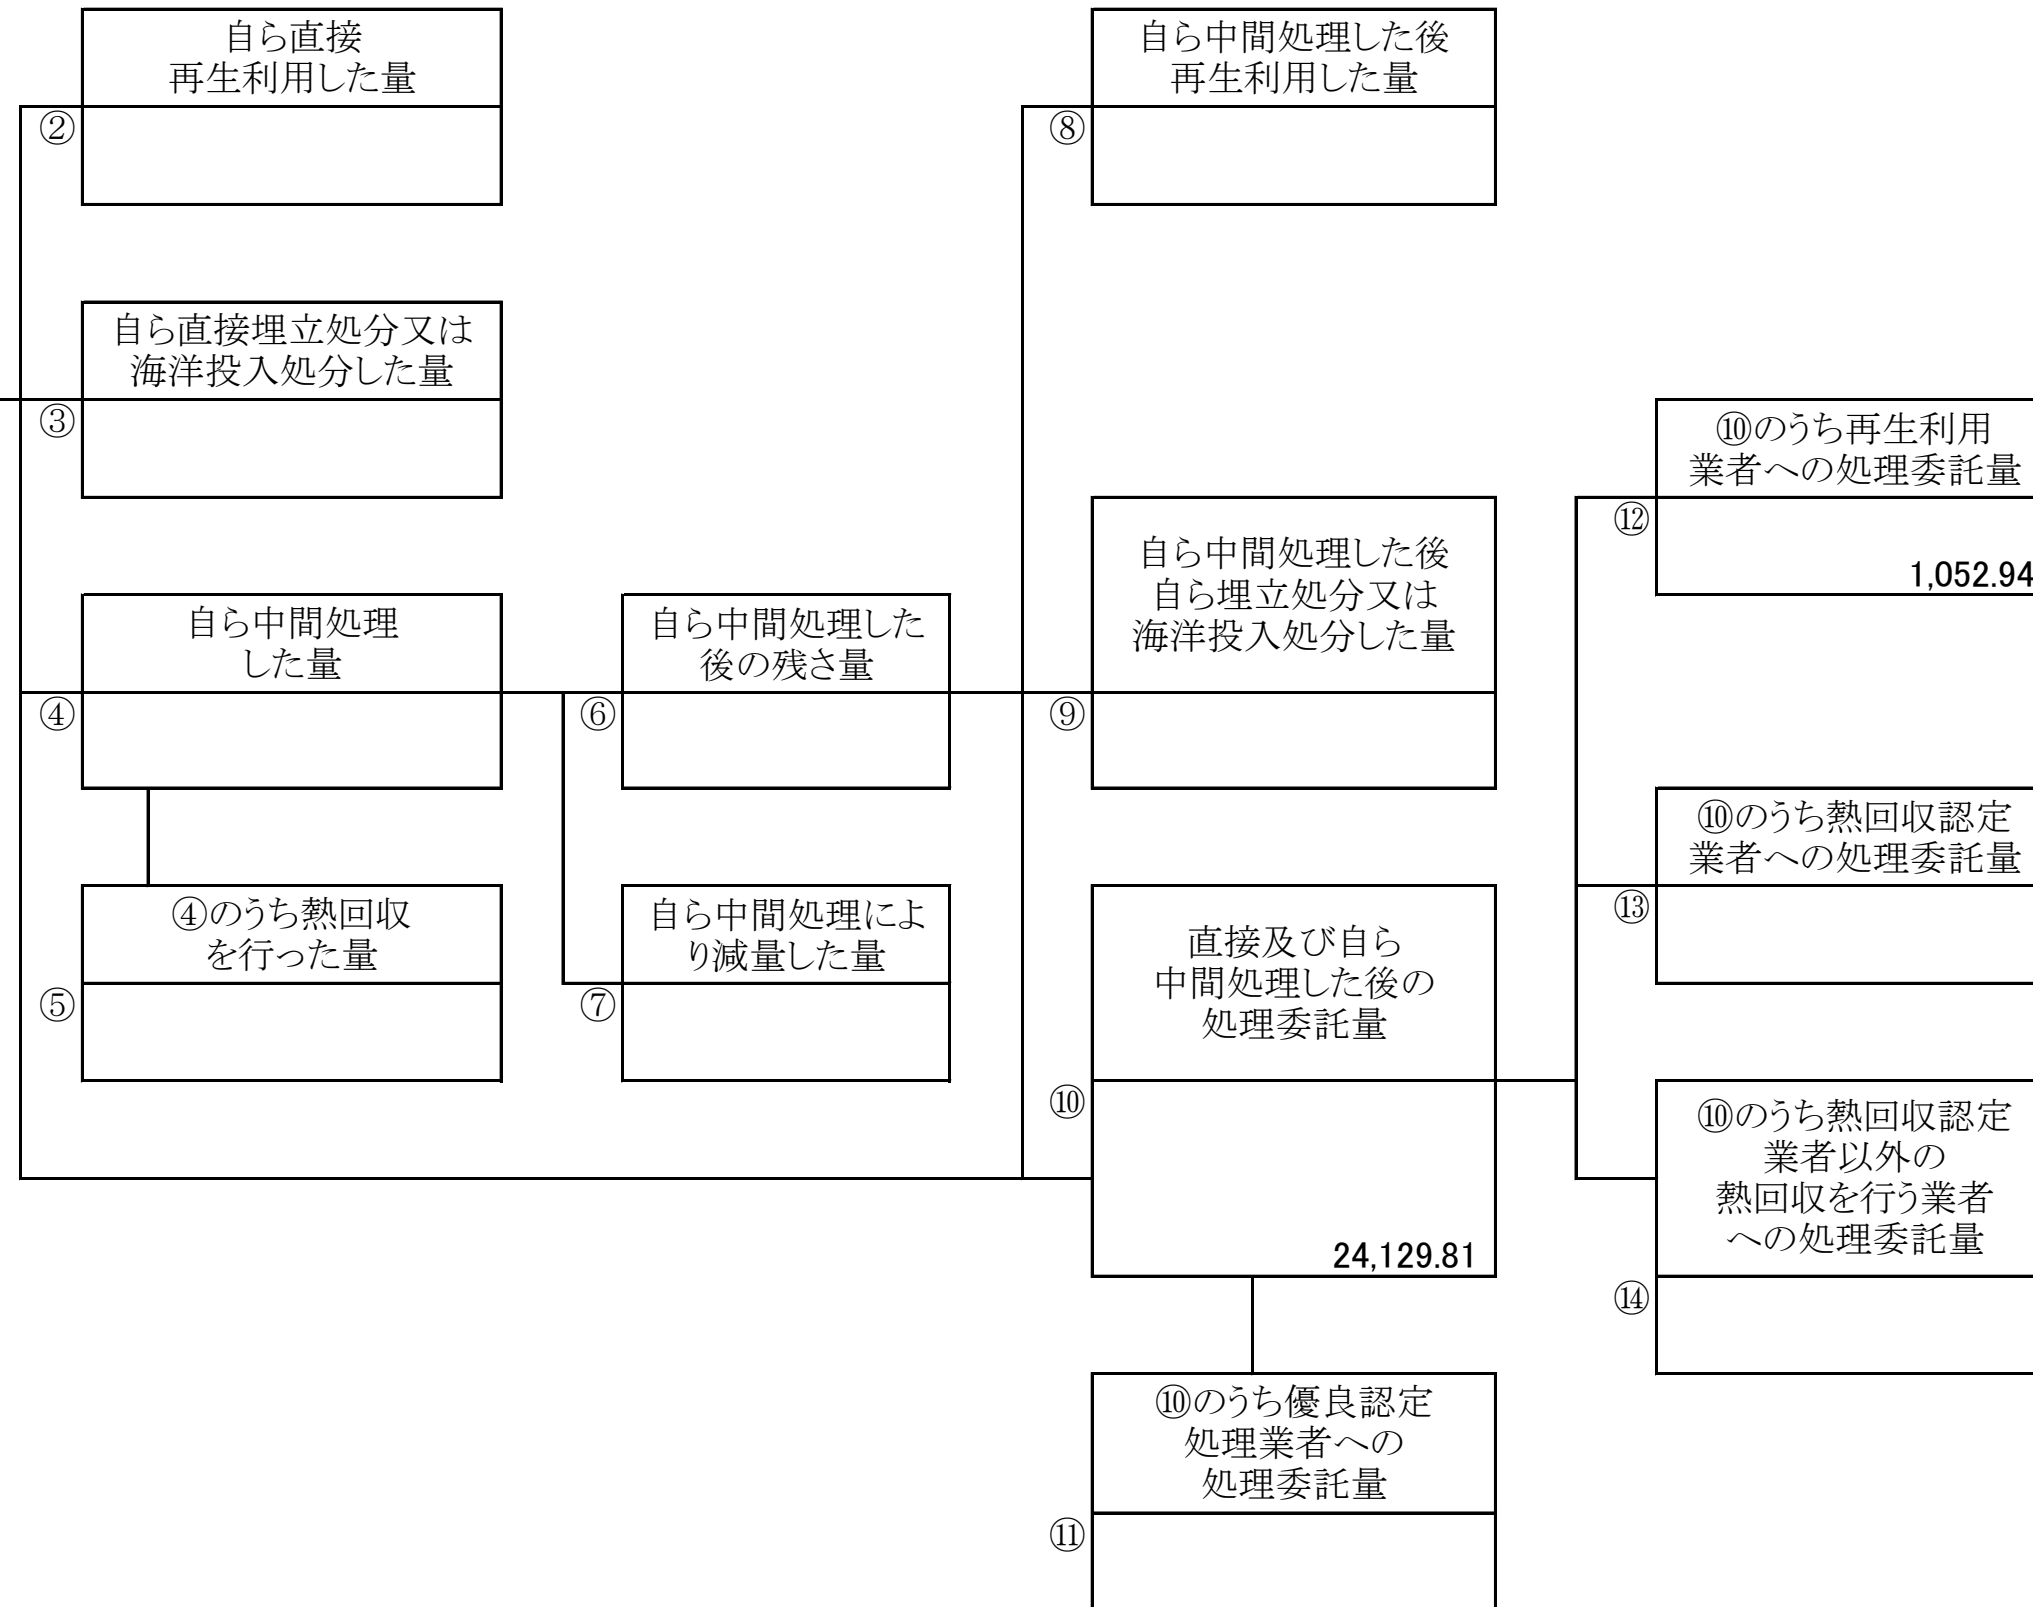 自ら直接
再生利用した量
②
自ら直接埋立処分又は
海洋投入処分した量
③
自ら中間処理
した量
④
④のうち熱回収
を行った量
⑤
自ら中間処理した
後の残さ量
⑥
自ら中間処理によ
り減量した量
⑦
自ら中間処理した後
再生利用した量
⑧
自ら中間処理した後
自ら埋立処分又は
海洋投入処分した量
⑨
直接及び自ら
中間処理した後の
処理委託量
⑩
24,129.81
⑩のうち優良認定
処理業者への
処理委託量
⑪
⑩のうち再生利用
業者への処理委託量
⑫
1,052.94
⑩のうち熱回収認定
業者への処理委託量
⑬
⑩のうち熱回収認定
業者以外の
熱回収を行う業者
への処理委託量
⑭